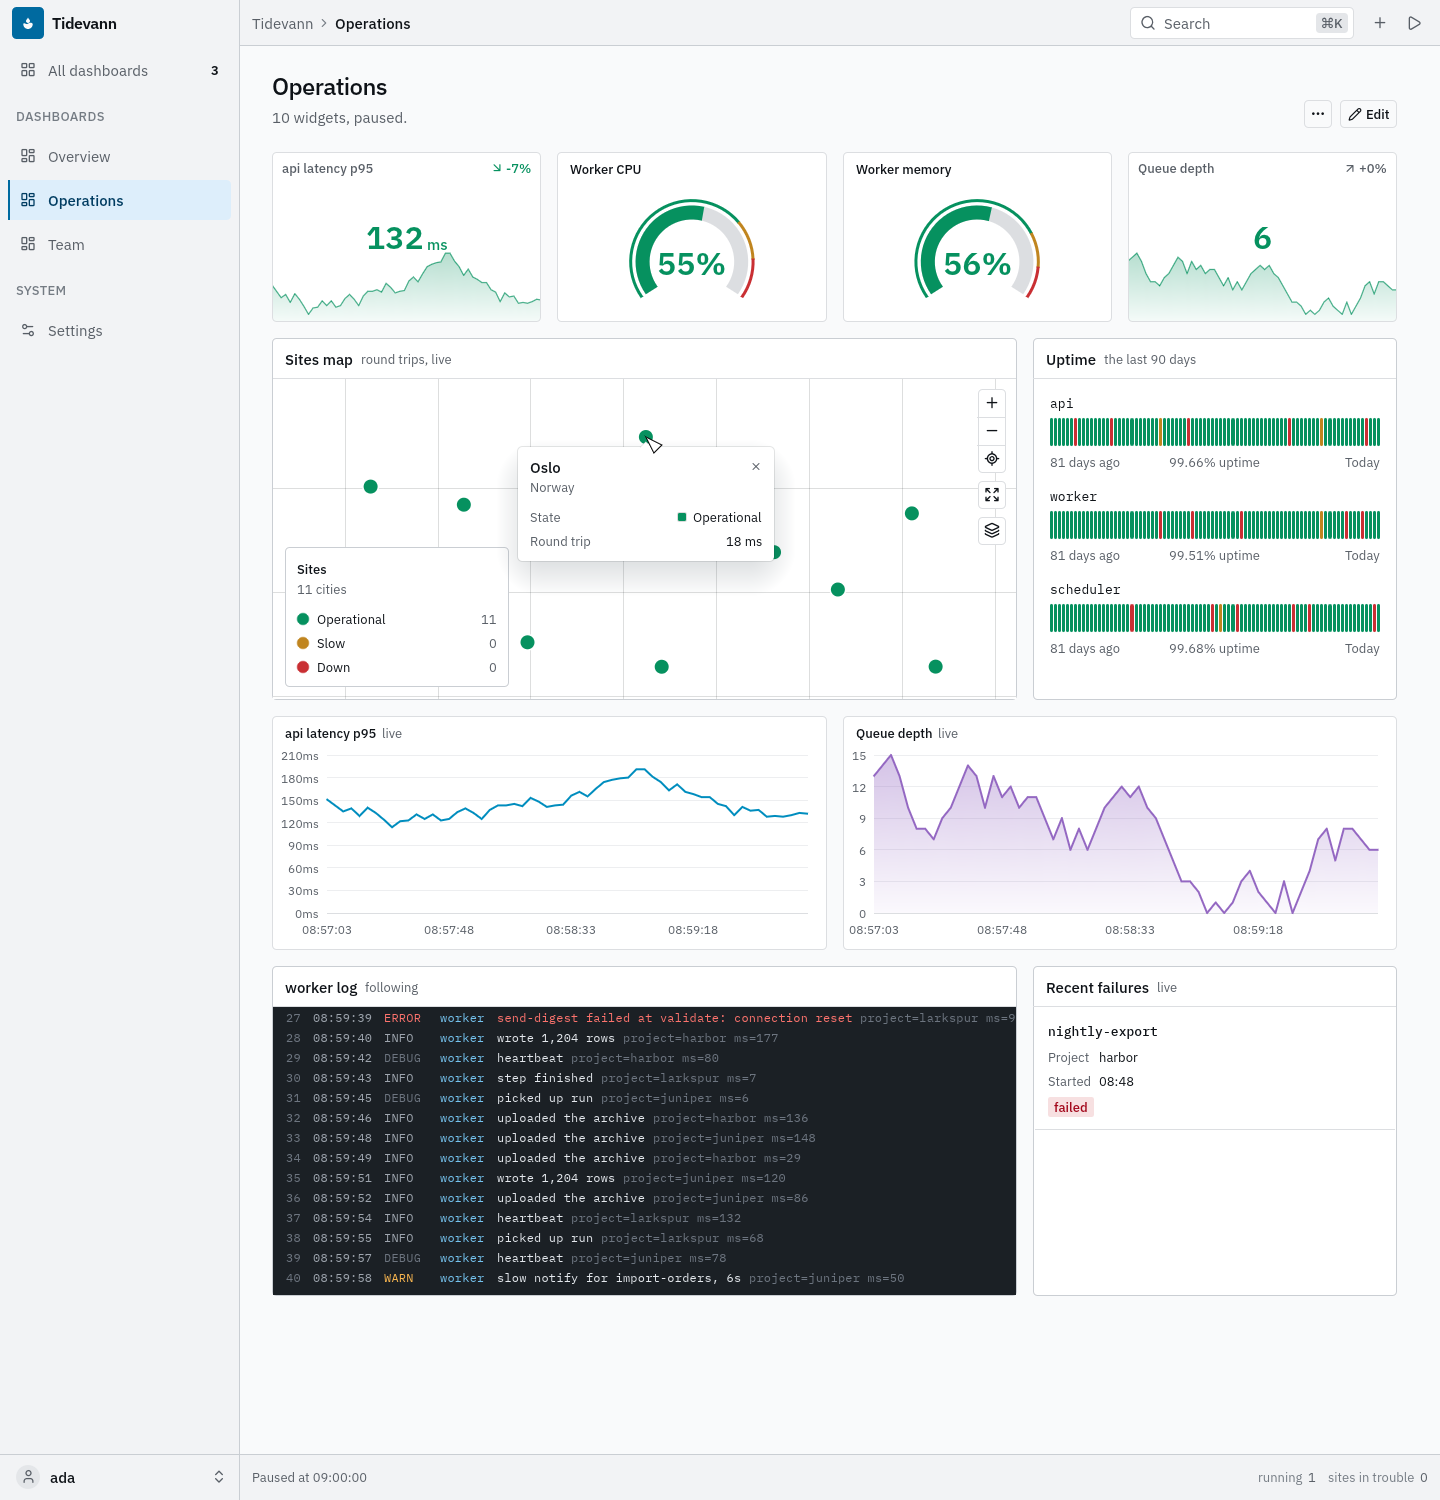 Tidevann
All dashboards 3
DASHBOARDS
Overview
Operations
Team
SYSTEM
Settings
ada
Tidevann > Operations
Search ⌘K
Operations
10 widgets, paused.
Edit
api latency p95 -7%
132 ms
Worker CPU
55%
Worker memory
56%
Queue depth +0%
6
Sites map round trips, live
Oslo
Norway
State Operational
Round trip 18 ms
Sites
11 cities
Operational 11
Slow 0
Down 0
Uptime the last 90 days
api
81 days ago 99.66% uptime Today
worker
81 days ago 99.51% uptime Today
scheduler
81 days ago 99.68% uptime Today
api latency p95 live
210ms
180ms
150ms
120ms
90ms
60ms
30ms
0ms
08:57:03 08:57:48 08:58:33 08:59:18
Queue depth live
15
12
9
6
3
0
08:57:03 08:57:48 08:58:33 08:59:18
worker log following
27 08:59:39 ERROR worker send-digest failed at validate: connection reset project=larkspur ms=9
28 08:59:40 INFO worker wrote 1,204 rows project=harbor ms=177
29 08:59:42 DEBUG worker heartbeat project=harbor ms=80
30 08:59:43 INFO worker step finished project=larkspur ms=7
31 08:59:45 DEBUG worker picked up run project=juniper ms=6
32 08:59:46 INFO worker uploaded the archive project=harbor ms=136
33 08:59:48 INFO worker uploaded the archive project=juniper ms=148
34 08:59:49 INFO worker uploaded the archive project=harbor ms=29
35 08:59:51 INFO worker wrote 1,204 rows project=juniper ms=120
36 08:59:52 INFO worker uploaded the archive project=juniper ms=86
37 08:59:54 INFO worker heartbeat project=larkspur ms=132
38 08:59:55 INFO worker picked up run project=larkspur ms=68
39 08:59:57 DEBUG worker heartbeat project=juniper ms=78
40 08:59:58 WARN worker slow notify for import-orders, 6s project=juniper ms=50
Recent failures live
nightly-export
Project harbor
Started 08:48
failed
Paused at 09:00:00
running 1 sites in trouble 0